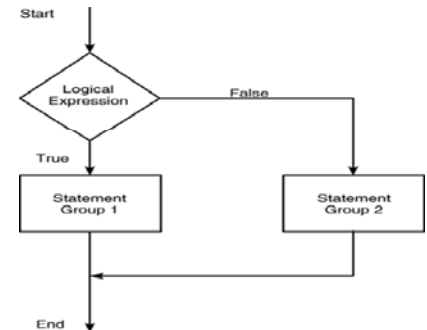 Start
Logical
Expression
False
True
Statement
Group 1
Statement
Group 2
End